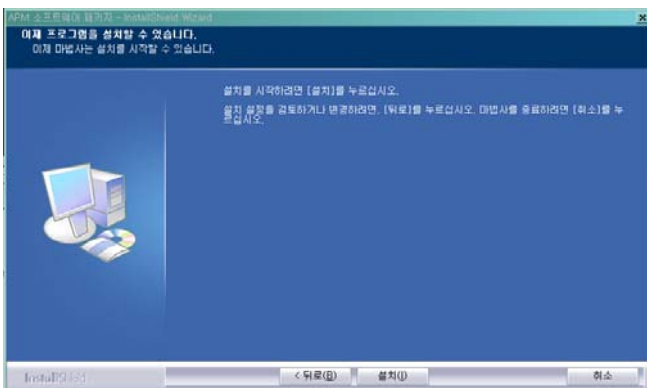 APM 소프트웨어 패키지 - InstallShield Wizard
이제 프로그램을 설치할 수 있습니다.
이제 마법사는 설치를 시작할 수 있습니다.
설치를 시작하려면 [설치]를 누르십시오.
설치 설정을 검토하거나 변경하려면, [뒤로]를 누르십시오. 마법사를 종료하려면 [취소]를 누
르십시오.
InstallShield
< 뒤로(B)
설치(I)
취소